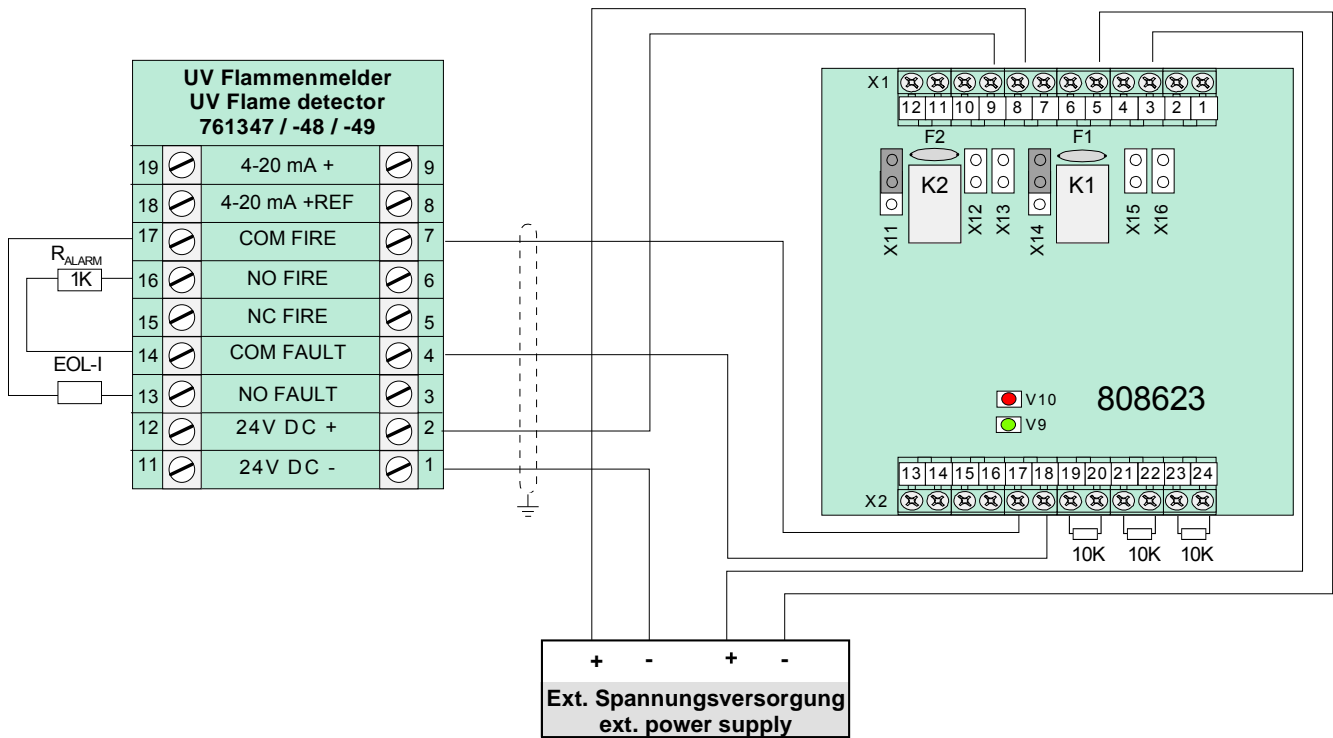 UV Flammenmelder
UV Flame detector
761347 / -48 / -49
19 4-20 mA + 9
18 4-20 mA +REF 8
17 COM FIRE 7
16 NO FIRE 6
15 NC FIRE 5
14 COM FAULT 4
13 NO FAULT 3
12 24V DC + 2
11 24V DC - 1
RALARM
1K
EOL-I
X1
12 11 10 9 8 7 6 5 4 3 2 1
F2 F1
K2 K1
X11 X12 X13 X14 X15 X16
808623
V10
V9
13 14 15 16 17 18 19 20 21 22 23 24
X2
10K 10K 10K
+ - + -
Ext. Spannungsversorgung
ext. power supply